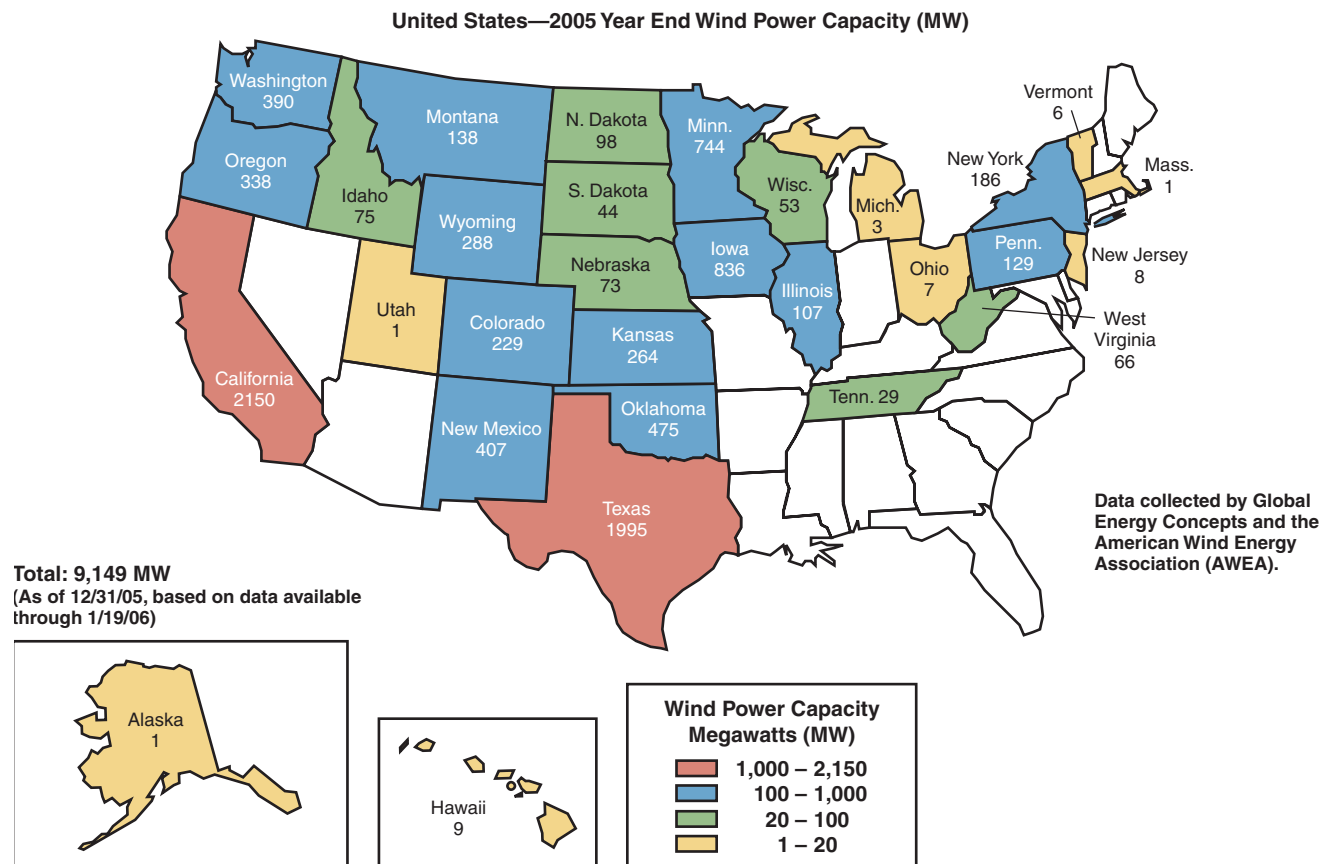 United States—2005 Year End Wind Power Capacity (MW)
Washington
390
Oregon
338
California
2150
Idaho
75
Montana
138
Wyoming
288
Utah
1
Colorado
229
New Mexico
407
N. Dakota
98
S. Dakota
44
Nebraska
73
Kansas
264
Oklahoma
475
Texas
1995
Minn.
744
Iowa
836
Wisc.
53
Illinois
107
Mich.
3
Ohio
7
Tenn. 29
Vermont
6
New York
186
Mass.
1
Penn.
129
New Jersey
8
West
Virginia
66
Data collected by Global
Energy Concepts and the
American Wind Energy
Association (AWEA).
Total: 9,149 MW
(As of 12/31/05, based on data available
through 1/19/06)
Alaska
1
Hawaii
9
Wind Power Capacity
Megawatts (MW)
1,000 – 2,150
100 – 1,000
20 – 100
1 – 20